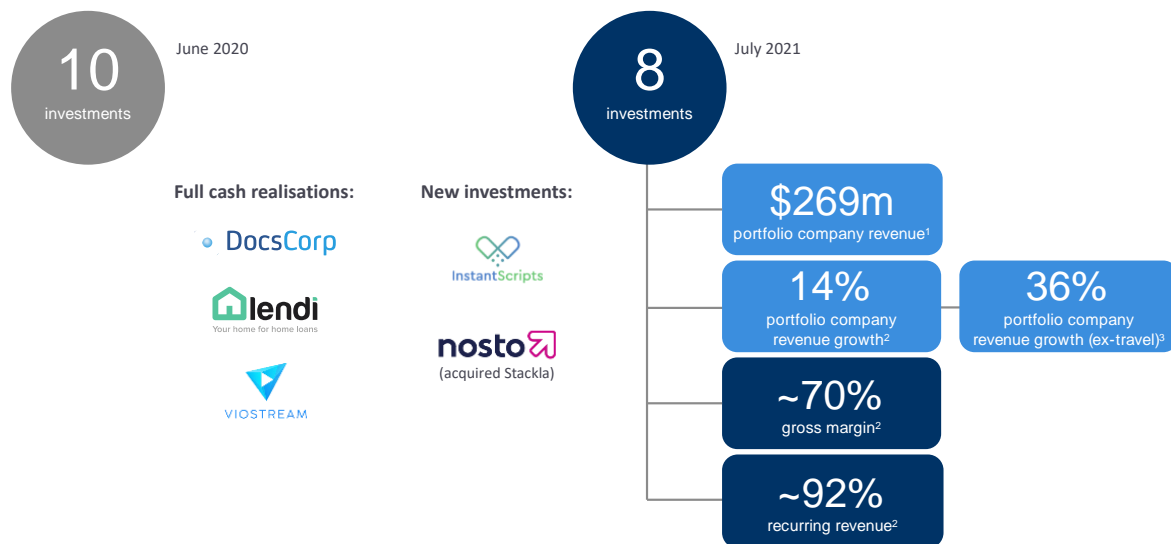 10
investments
June 2020
8
investments
July 2021
Full cash realisations:
DocsCorp
lendi
Your home for home loans
VIOSTREAM
New investments:
InstantScripts
nosto
(acquired Stackla)
$269m
portfolio company revenue¹
14%
portfolio company
revenue growth²
36%
portfolio company
revenue growth (ex-travel)³
~70%
gross margin²
~92%
recurring revenue²